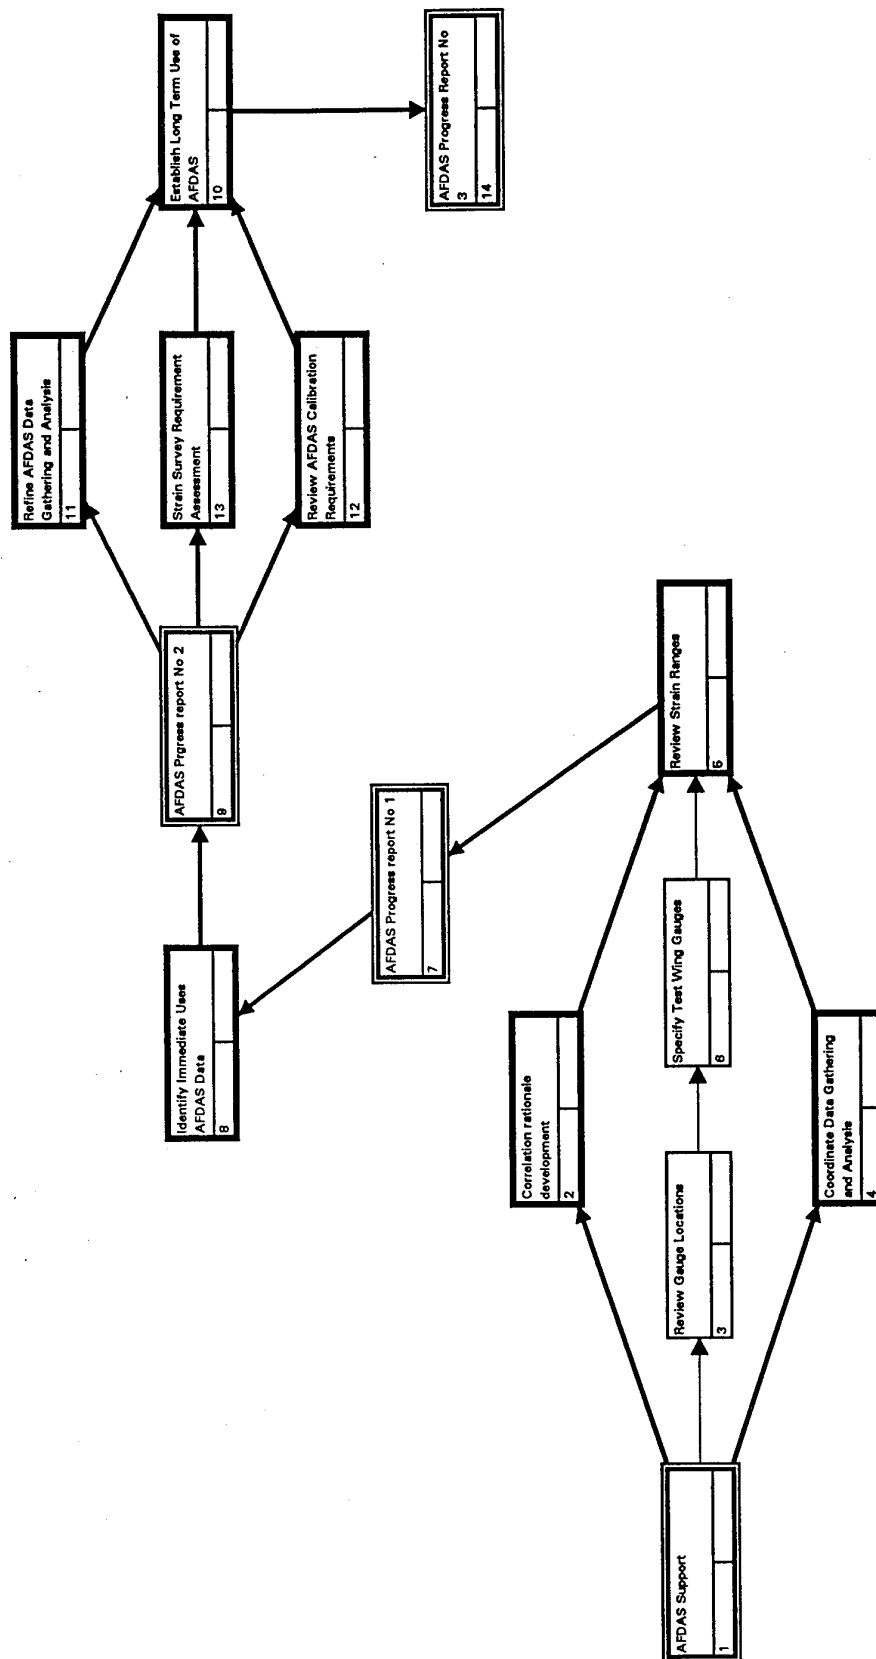 Refine AFDAS Data
Gathering and Analysis
11
Identify Immediate Uses
AFDAS Data
8
AFDAS Prgress report No 2
9
Strain Survey Requirement
Assessment
13
Establish Long Term Use of
AFDAS
10
Review AFDAS Calibration
Requirements
12
AFDAS Progress report No 1
7
AFDAS Progress Report No
3
14
Correlation rationale
development
2
AFDAS Support
1
Review Gauge Locations
3
Specify Test Wing Gauges
6
Review Strain Ranges
5
Coordinate Data Gathering
and Analysis
4